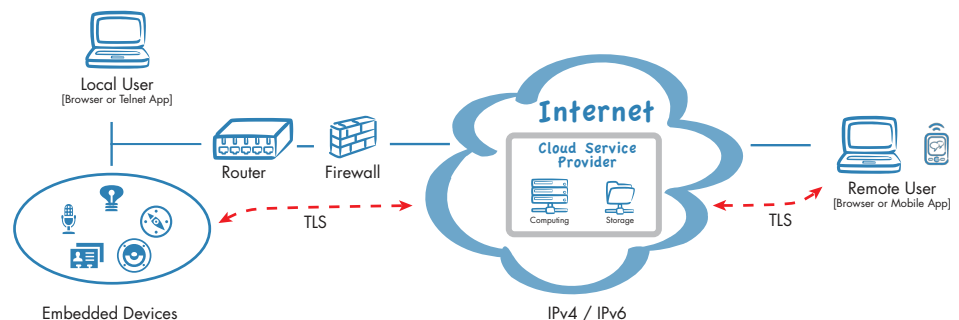 Local User
[Browser or Telnet App]
Router
Firewall
TLS
Embedded Devices
Internet
Cloud Service
Provider
Computing
Storage
IPv4 / IPv6
TLS
Remote User
[Browser or Mobile App]